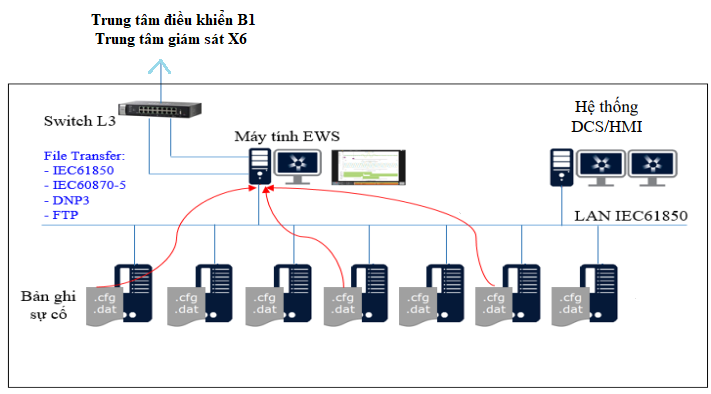 Trung tâm điều khiển B1
Trung tâm giám sát X6
Switch L3
Máy tính EWS
Hệ thống
DCS/HMI
File Transfer:
- IEC61850
- IEC60870-5
- DNP3
- FTP
LAN IEC61850
Bản ghi
sự cố
.cfg
.dat
.cfg
.dat
.cfg
.dat
.cfg
.dat
.cfg
.dat
.cfg
.dat
.cfg
.dat